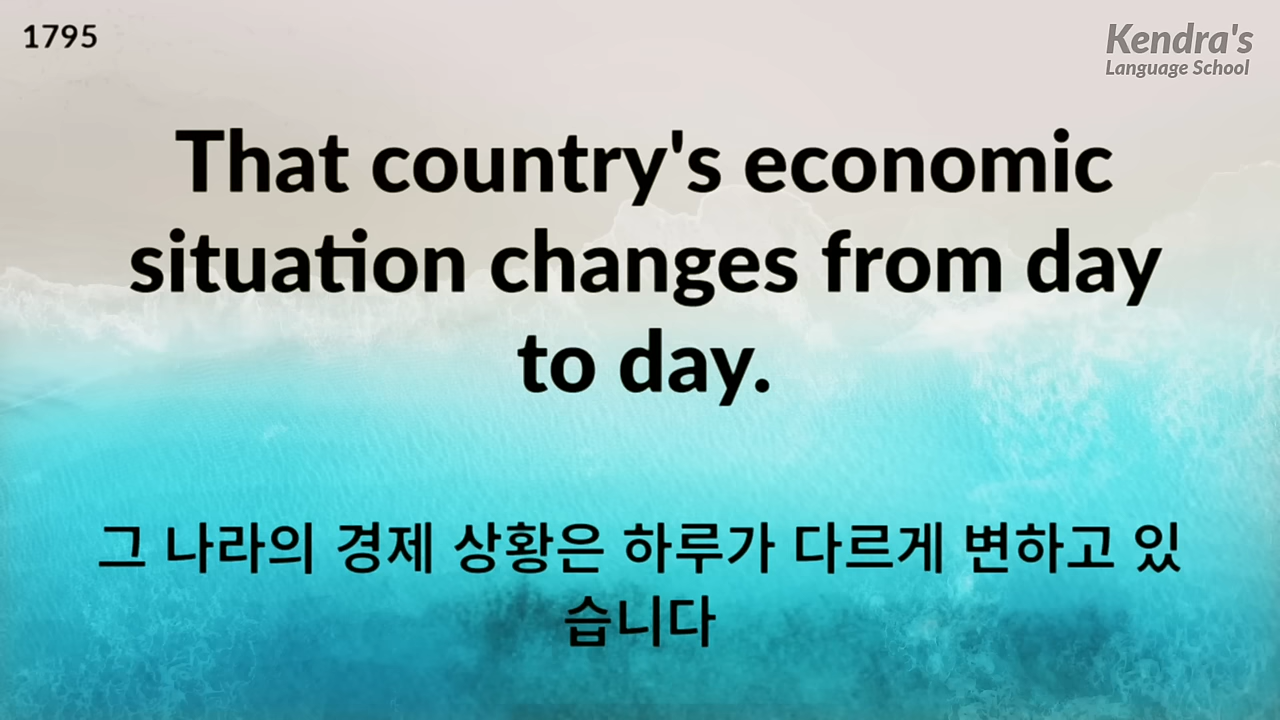 1795
Kendra's
Language School
That country's economic
situation changes from day
to day.
그 나라의 경제 상황은 하루가 다르게 변하고 있
습니다